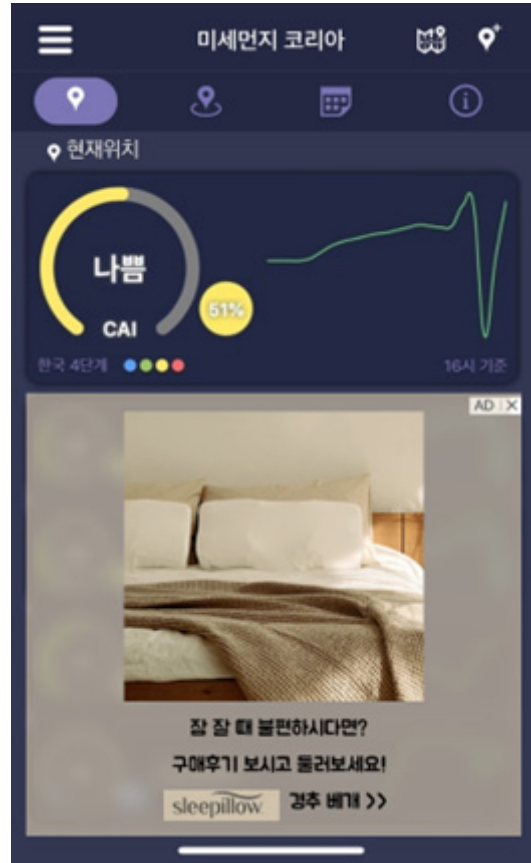 미세먼지 코리아
현재위치
나쁨
CAI
51%
한국 4단계
16시 기준
AD X
잠 잘 때 불편하시다면?
구매후기 보시고 둘러보세요!
sleepillow 경추 베개 >>